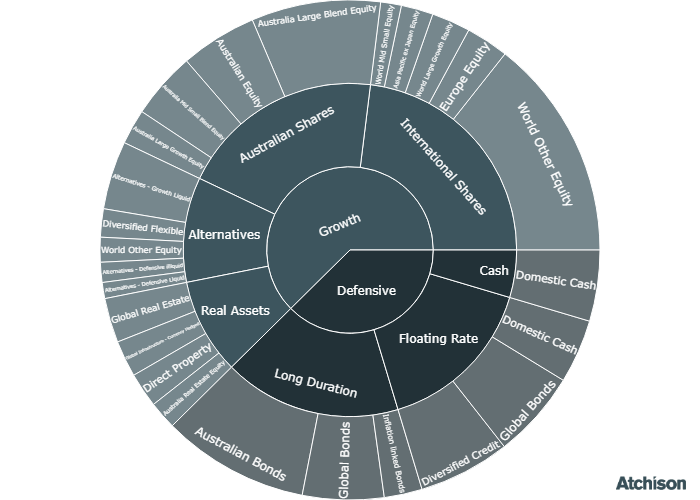 Growth
Defensive
Australian Shares
International Shares
Alternatives
Real Assets
Cash
Floating Rate
Long Duration
Australia Large Blend Equity
World Mid Small Equity
Asia Pacific ex Japan Equity
World Large Growth Equity
Europe Equity
World Other Equity
Australian Equity
Australia Mid Small Blend Equity
Australia Large Growth Equity
Alternatives - Growth Liquid
Diversified Flexible
World Other Equity
Alternatives - Defensive Illiquid
Alternatives - Defensive Liquid
Global Real Estate
Global Infrastructure - Currency Hedged
Direct Property
Australia Real Estate Equity
Australian Bonds
Global Bonds
Inflation linked Bonds
Diversified Credit
Global Bonds
Domestic Cash
Domestic Cash
Atchison